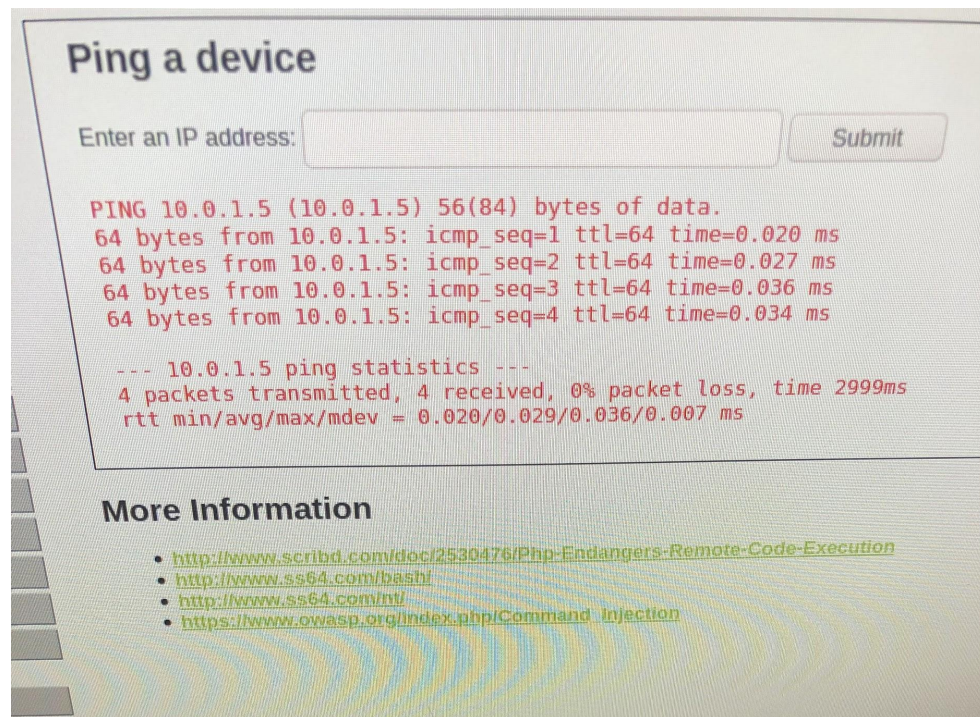 Ping a device
Enter an IP address: Submit
PING 10.0.1.5 (10.0.1.5) 56(84) bytes of data.
64 bytes from 10.0.1.5: icmp_seq=1 ttl=64 time=0.020 ms
64 bytes from 10.0.1.5: icmp_seq=2 ttl=64 time=0.027 ms
64 bytes from 10.0.1.5: icmp_seq=3 ttl=64 time=0.036 ms
64 bytes from 10.0.1.5: icmp_seq=4 ttl=64 time=0.034 ms
--- 10.0.1.5 ping statistics ---
4 packets transmitted, 4 received, 0% packet loss, time 2999ms
rtt min/avg/max/mdev = 0.020/0.029/0.036/0.007 ms
More Information
http://www.scribd.com/doc/2530476/Php-Endangers-Remote-Code-Execution
http://www.ss64.com/bash/
http://www.ss64.com/nt/
https://www.owasp.org/index.php/Command_Injection